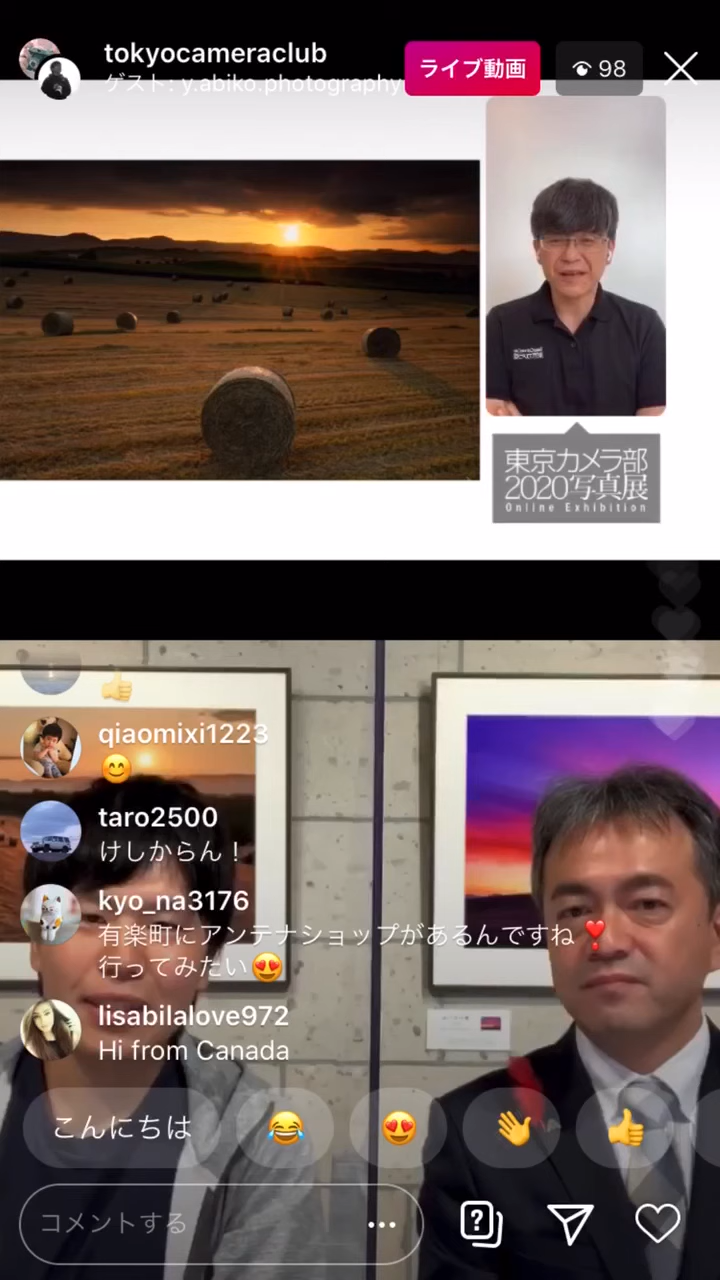 tokyocameraclub
ゲスト: y.abiko.photography
ライブ動画
98
東京カメラ部
2020写真展
Online Exhibition
qiaomixi1223
😊
taro2500
けしからん！
kyo_na3176
有楽町にアンテナショップがあるんですね❣️
行ってみたい😍
lisabilalove972
Hi from Canada
こんにちは
コメントする